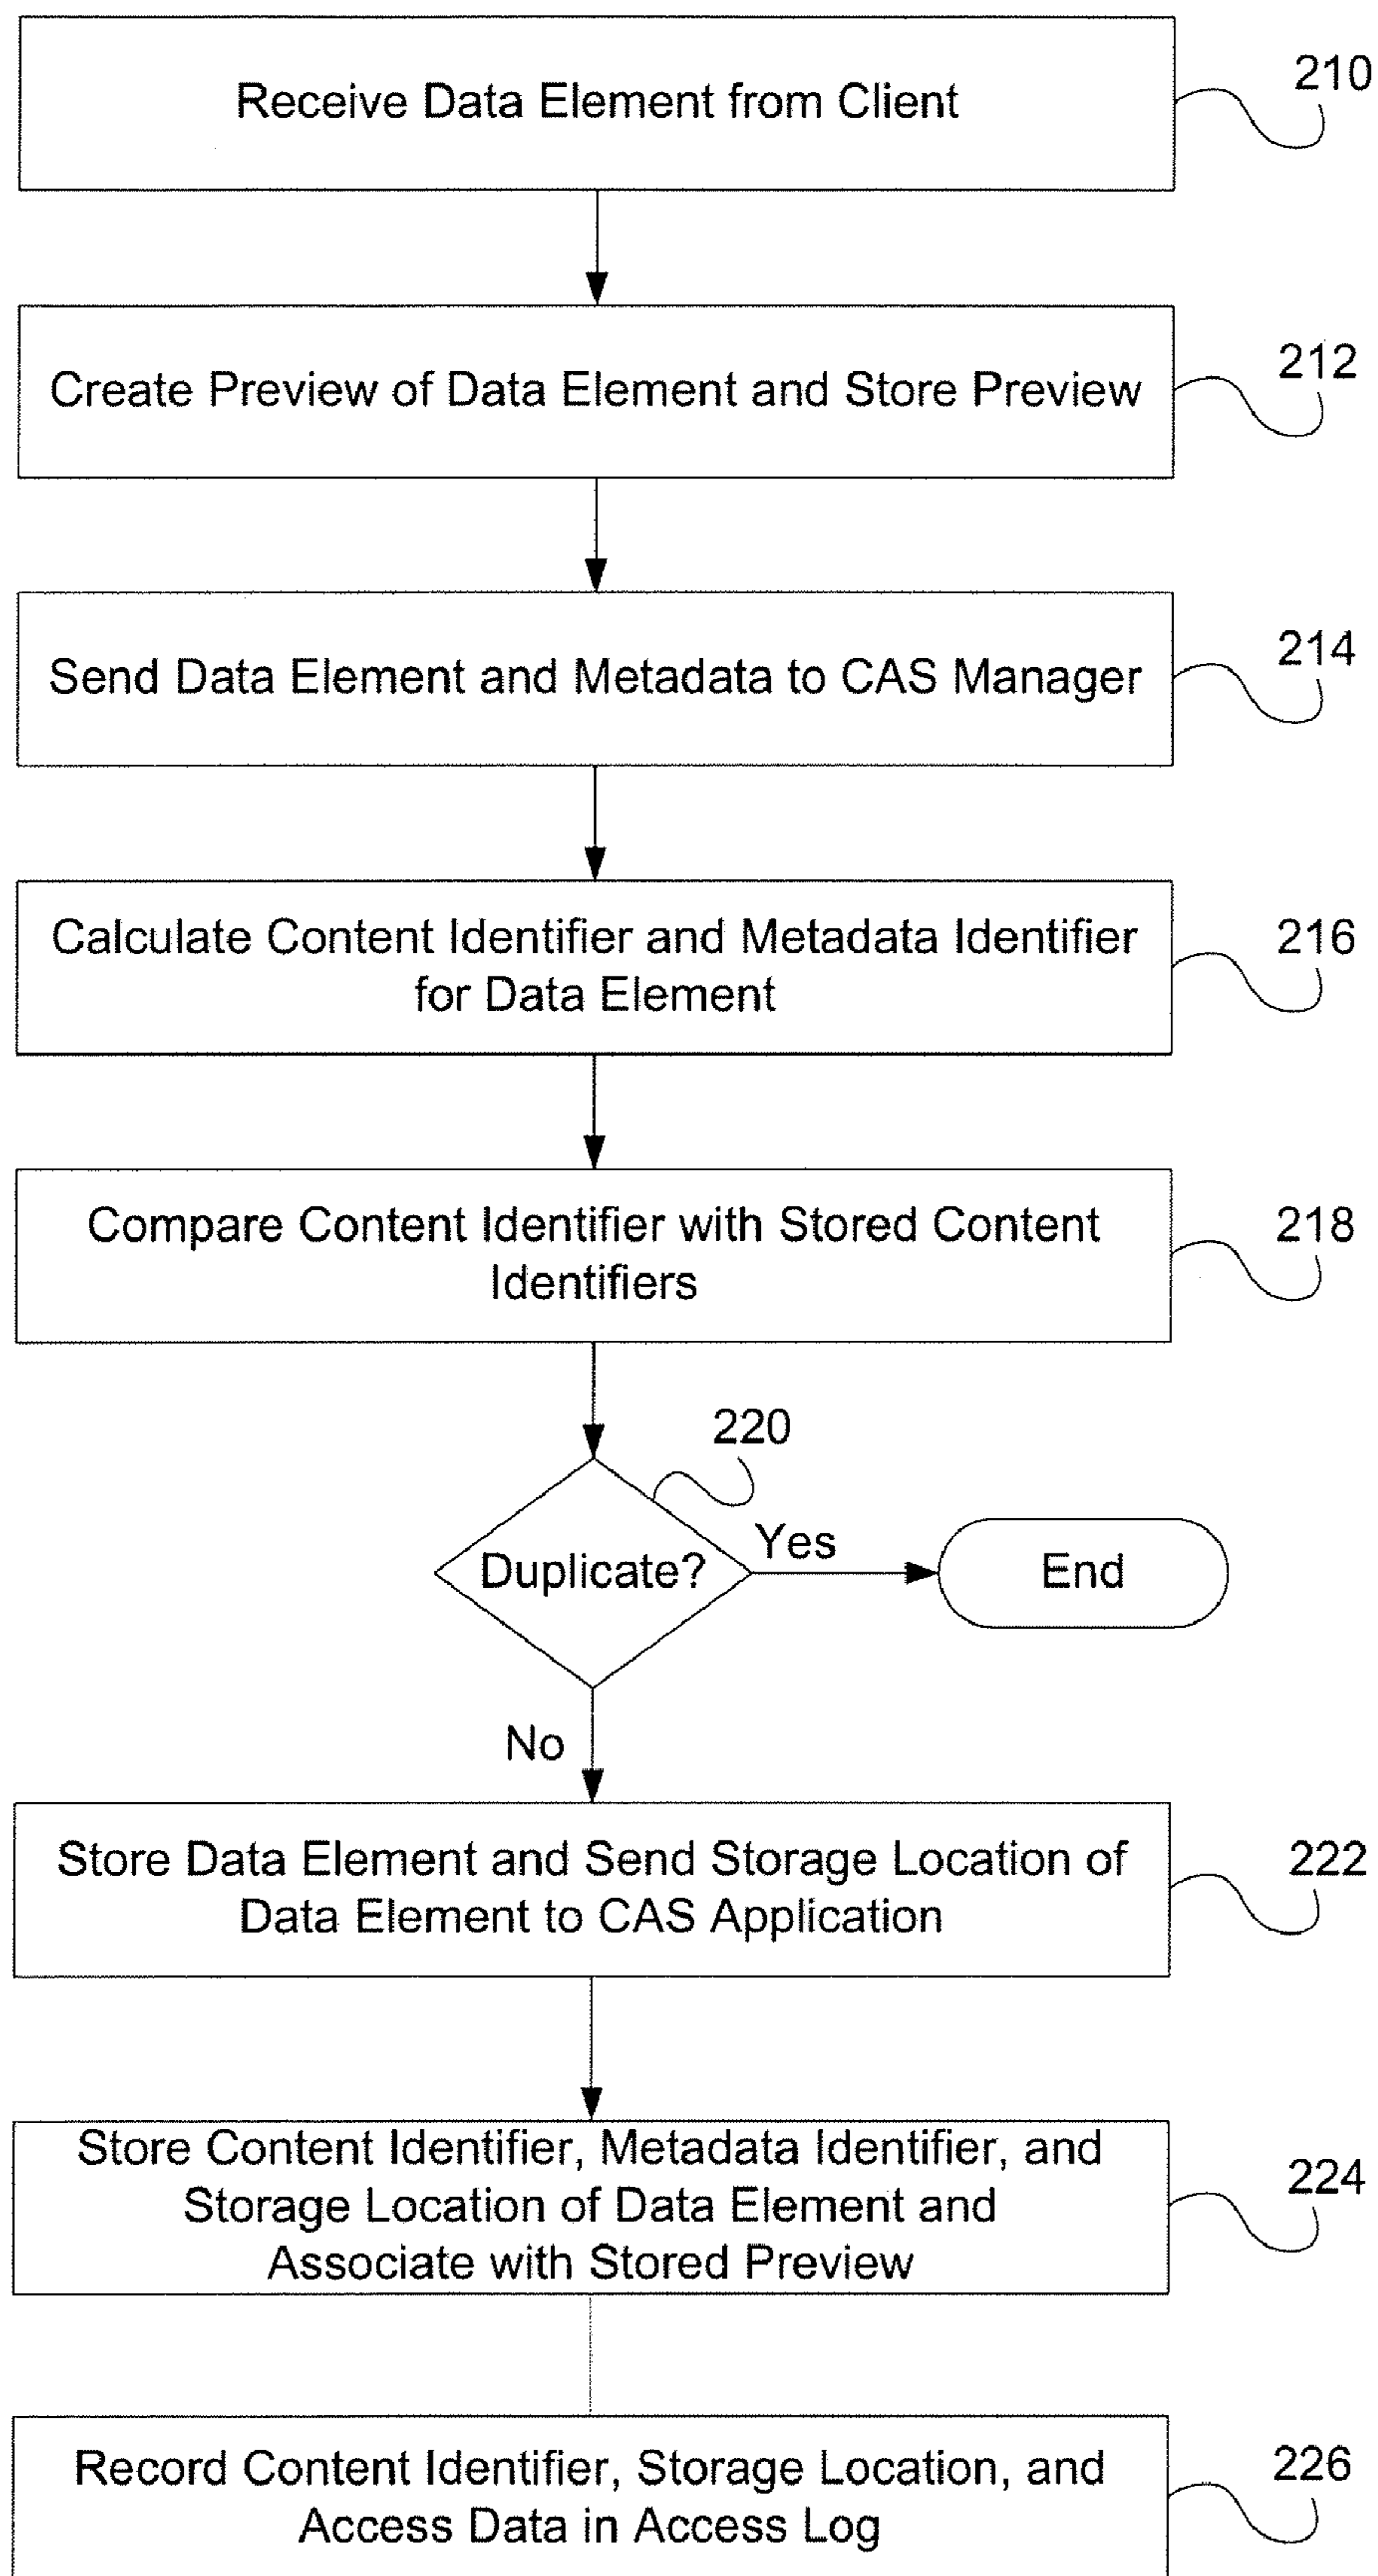 Receive Data Element from Client
210
Create Preview of Data Element and Store Preview
212
Send Data Element and Metadata to CAS Manager
214
Calculate Content Identifier and Metadata Identifier
for Data Element
216
Compare Content Identifier with Stored Content
Identifiers
218
220
Duplicate?
Yes
End
No
Store Data Element and Send Storage Location of
Data Element to CAS Application
222
Store Content Identifier, Metadata Identifier, and
Storage Location of Data Element and
Associate with Stored Preview
224
Record Content Identifier, Storage Location, and
Access Data in Access Log
226